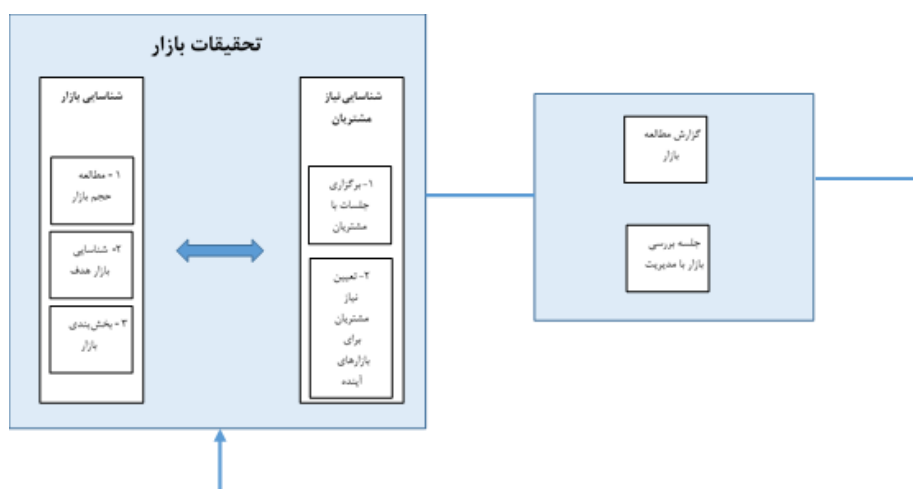 تحقیقات بازار
شناسایی نیاز
مشتریان
۱- برگزاری
جلسات با
مشتریان
۲- تعیین
نیاز
مشتریان
برای
بازارهای
آینده
شناسایی بازار
۱- مطالعه
حجم بازار
۲- شناسایی
بازار هدف
۳- بخش‌بندی
بازار
گزارش مطالعه
بازار
جلسه بررسی
بازار با مدیریت